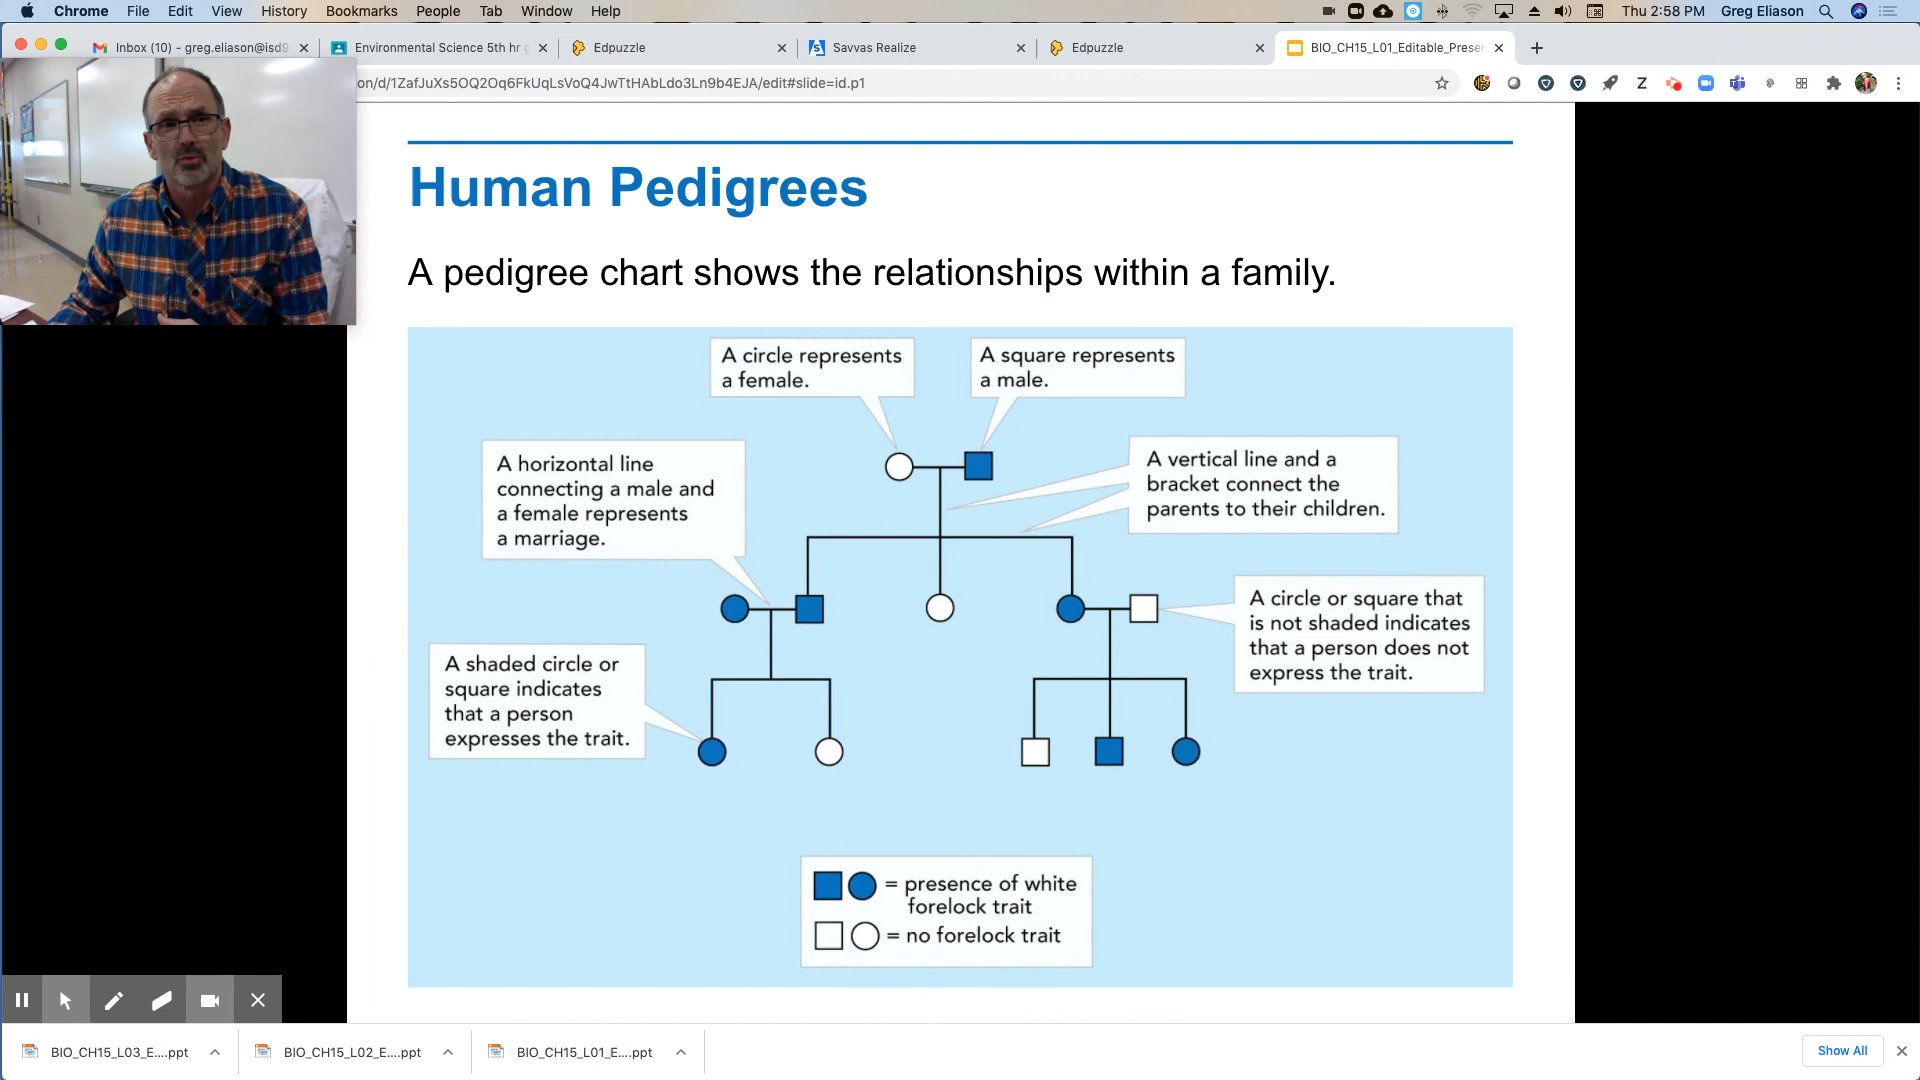 Chrome File Edit View History Bookmarks People Tab Window Help Thu 2:58 PM Greg Eliason
Inbox (10) - greg.eliason@isd9 Environmental Science 5th hr Edpuzzle Savvas Realize Edpuzzle BIO_CH15_L01_Editable_Prese
on/d/1ZafJuXs5OQ2Oq6FkUqLsVoQ4JwTtHAbLdo3Ln9b4EJA/edit#slide=id.p1
Human Pedigrees
A pedigree chart shows the relationships within a family.
A circle represents
a female.
A square represents
a male.
A horizontal line
connecting a male and
a female represents
a marriage.
A vertical line and a
bracket connect the
parents to their children.
A circle or square that
is not shaded indicates
that a person does not
express the trait.
A shaded circle or
square indicates
that a person
expresses the trait.
= presence of white
forelock trait
= no forelock trait
BIO_CH15_L03_E....ppt BIO_CH15_L02_E....ppt BIO_CH15_L01_E....ppt Show All